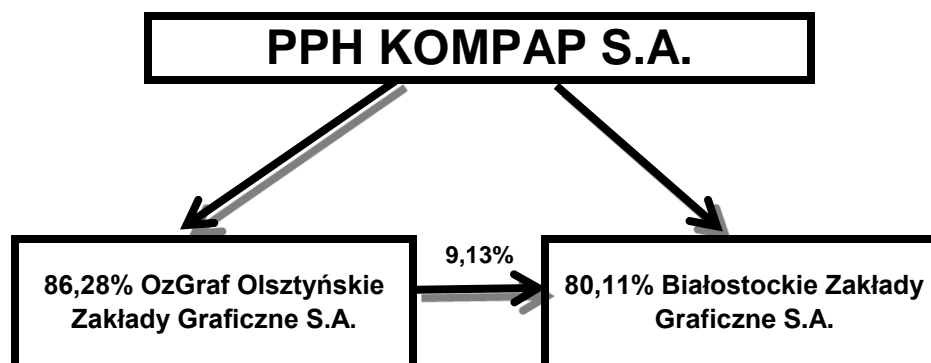 PPH KOMPAP S.A.
9,13%
86,28% OzGraf Olsztyńskie
Zakłady Graficzne S.A.
80,11% Białostockie Zakłady
Graficzne S.A.